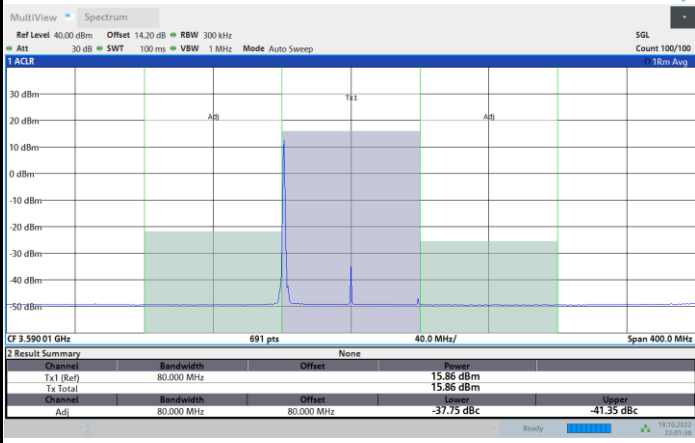 MultiView Spectrum
Ref Level 40.00 dBm Offset 14.20 dB RBW 300 kHz SGL
Att 30 dB SWT 100 ms VBW 1 MHz Mode Auto Sweep Count 100/100
1 ACLR 1Rm Avg
30 dBm
Tx1
20 dBm
Adj Adj
10 dBm
0 dBm
-10 dBm
-20 dBm
-30 dBm
-40 dBm
-50 dBm
CF 3.590 01 GHz 691 pts 40.0 MHz/ Span 400.0 MHz
2 Result Summary None
Channel Bandwidth Offset Power
Tx1 (Ref) 80.000 MHz 15.86 dBm
Tx Total 15.86 dBm
Channel Bandwidth Offset Lower Upper
Adj 80.000 MHz 80.000 MHz -37.75 dBc -41.35 dBc
Ready 19.10.2022
22:01:36